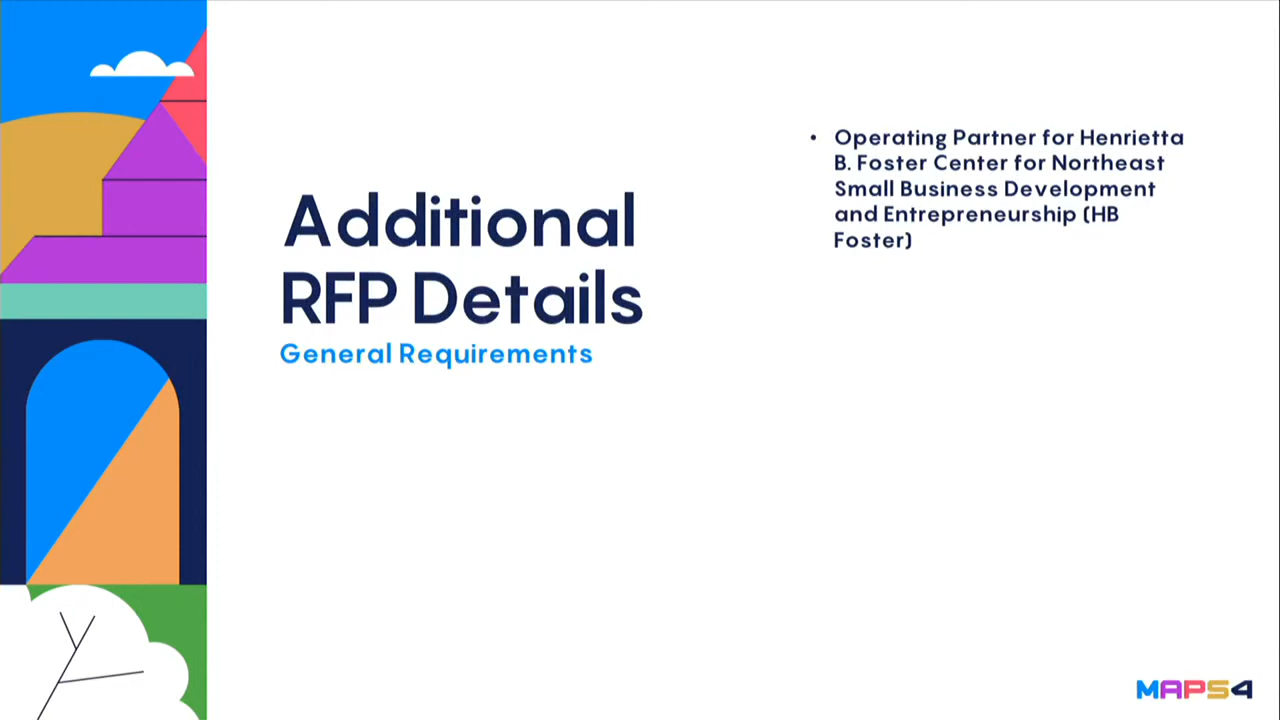 Additional
RFP Details
General Requirements
• Operating Partner for Henrietta
B. Foster Center for Northeast
Small Business Development
and Entrepreneurship (HB
Foster)
MAPS4